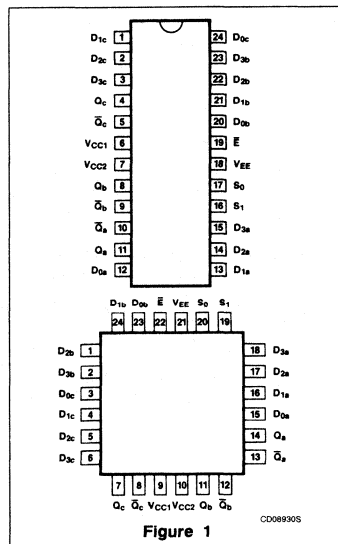 D1c 1 24 D0c
D2c 2 23 D3b
D3c 3 22 D2b
Qc 4 21 D1b
Q̅c 5 20 D0b
VCC1 6 19 E̅
VCC2 7 18 VEE
Qb 8 17 S0
Q̅b 9 16 S1
Q̅a 10 15 D3a
Qa 11 14 D2a
D0a 12 13 D1a
D1b D0b E̅ VEE S0 S1
24 23 22 21 20 19
D2b 1 18 D3a
D3b 2 17 D2a
D0c 3 16 D1a
D1c 4 15 D0a
D2c 5 14 Qa
D3c 6 13 Q̅a
7 8 9 10 11 12
Qc Q̅c VCC1 VCC2 Qb Q̅b
CD08930S
Figure 1